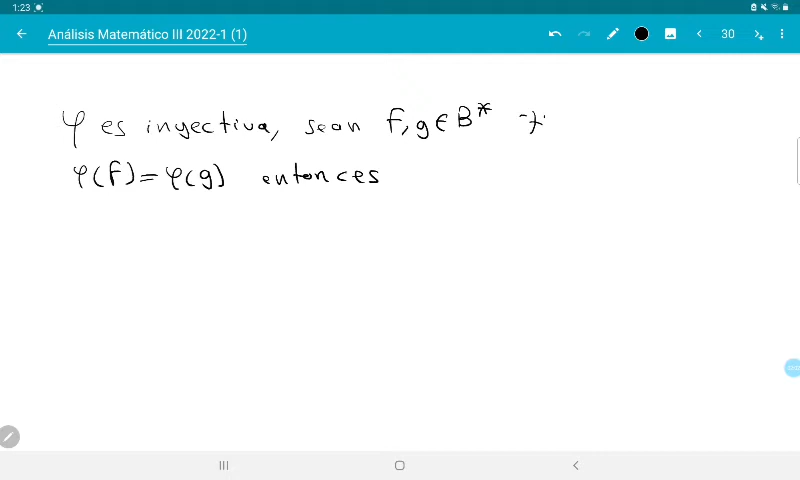 1:23
Análisis Matemático III 2022-1 (1)
30
φ es inyectiva, sean f, g ∈ B*
φ(f) = φ(g) entonces